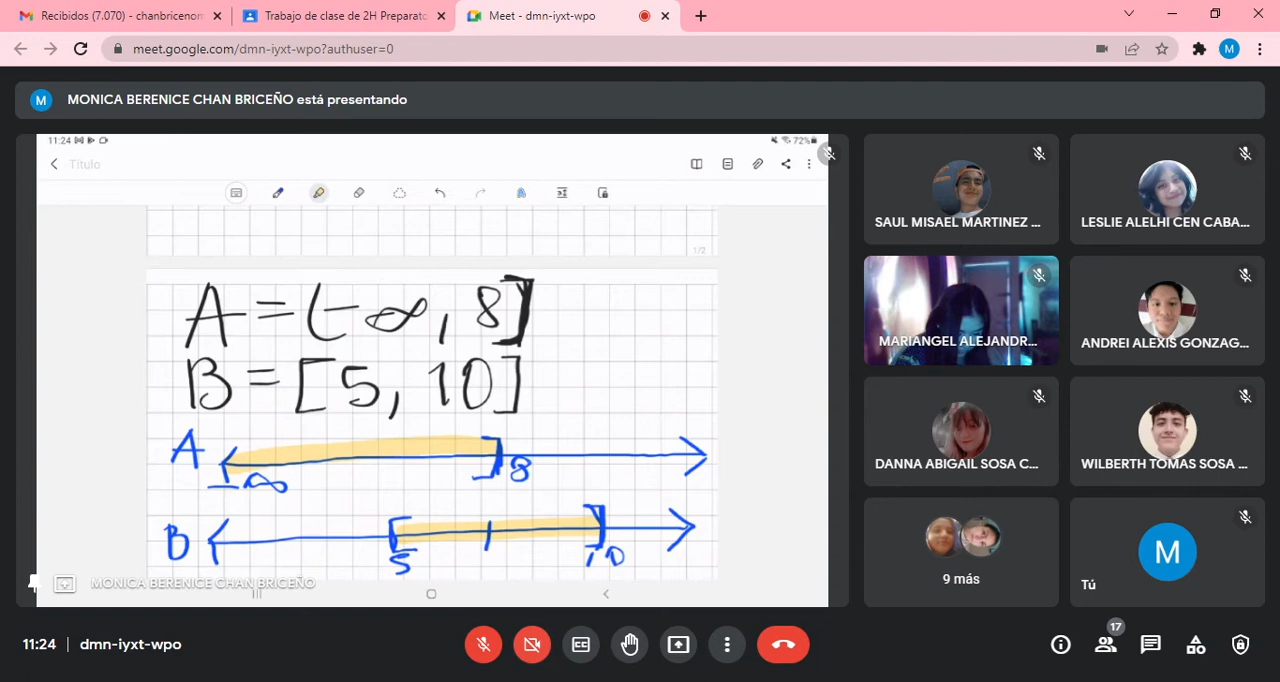 Recibidos (7.070) - chanbricenom
Trabajo de clase de 2H Preparato
Meet - dmn-iyxt-wpo
meet.google.com/dmn-iyxt-wpo?authuser=0
M
M MONICA BERENICE CHAN BRICEÑO está presentando
11:24
72%
Título
1/2
A = (-∞, 8]
B = [5, 10]
A
-∞
8
B
5
10
MONICA BERENICE CHAN BRICEÑO
SAUL MISAEL MARTINEZ ...
LESLIE ALELHI CEN CABA...
MARIANGEL ALEJANDR...
ANDREI ALEXIS GONZAG...
DANNA ABIGAIL SOSA C...
WILBERTH TOMAS SOSA ...
9 más
M
Tú
11:24 | dmn-iyxt-wpo
CC
17